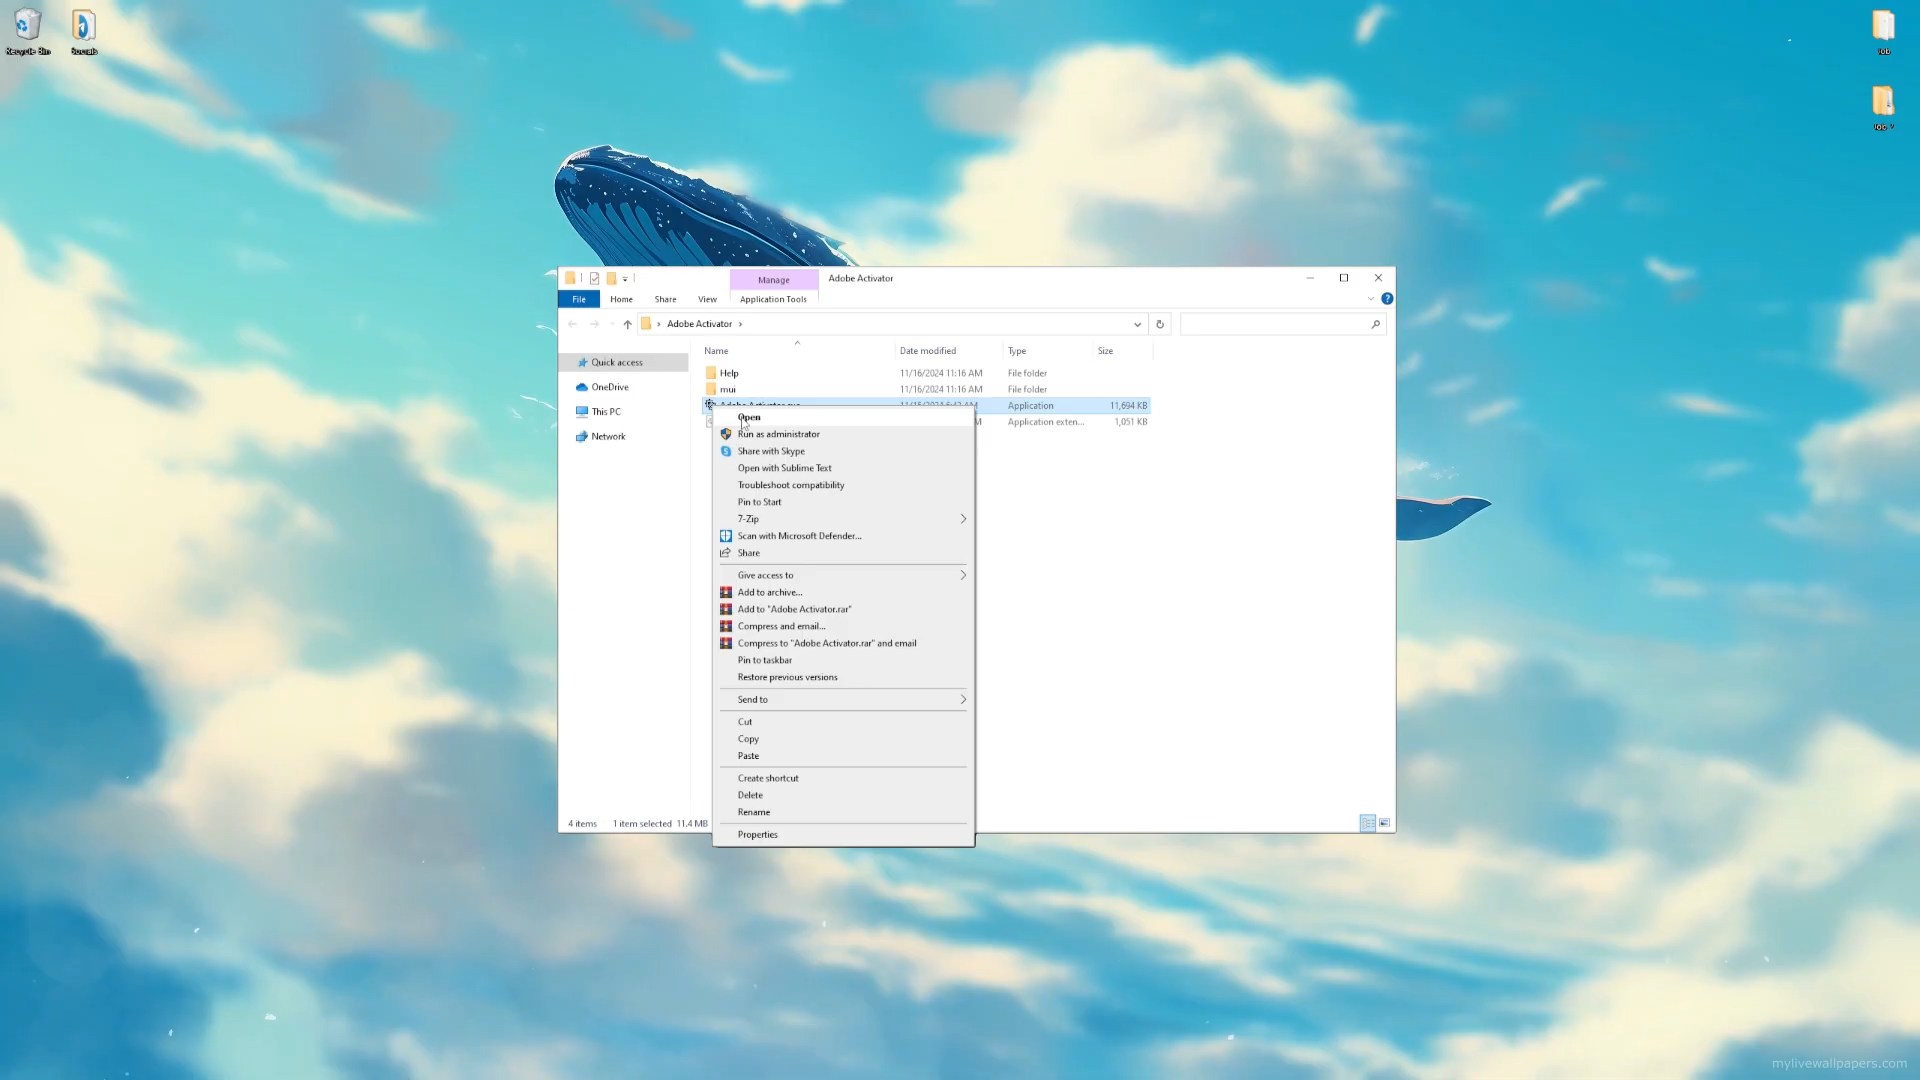 Recycle Bin
Socials
Job
Manage
Adobe Activator
File
Home
Share
View
Application Tools
Adobe Activator
Name
Date modified
Type
Size
Quick access
OneDrive
This PC
Network
Help
11/16/2024 11:16 AM
File folder
mui
11/16/2024 11:16 AM
File folder
Application
11,694 KB
Application exten...
1,051 KB
Open
Run as administrator
Share with Skype
Open with Sublime Text
Troubleshoot compatibility
Pin to Start
7-Zip
Scan with Microsoft Defender...
Share
Give access to
Add to archive...
Add to "Adobe Activator.rar"
Compress and email...
Compress to "Adobe Activator.rar" and email
Pin to taskbar
Restore previous versions
Send to
Cut
Copy
Paste
Create shortcut
Delete
Rename
Properties
4 items
1 item selected 11.4 MB
mylivewallpapers.com